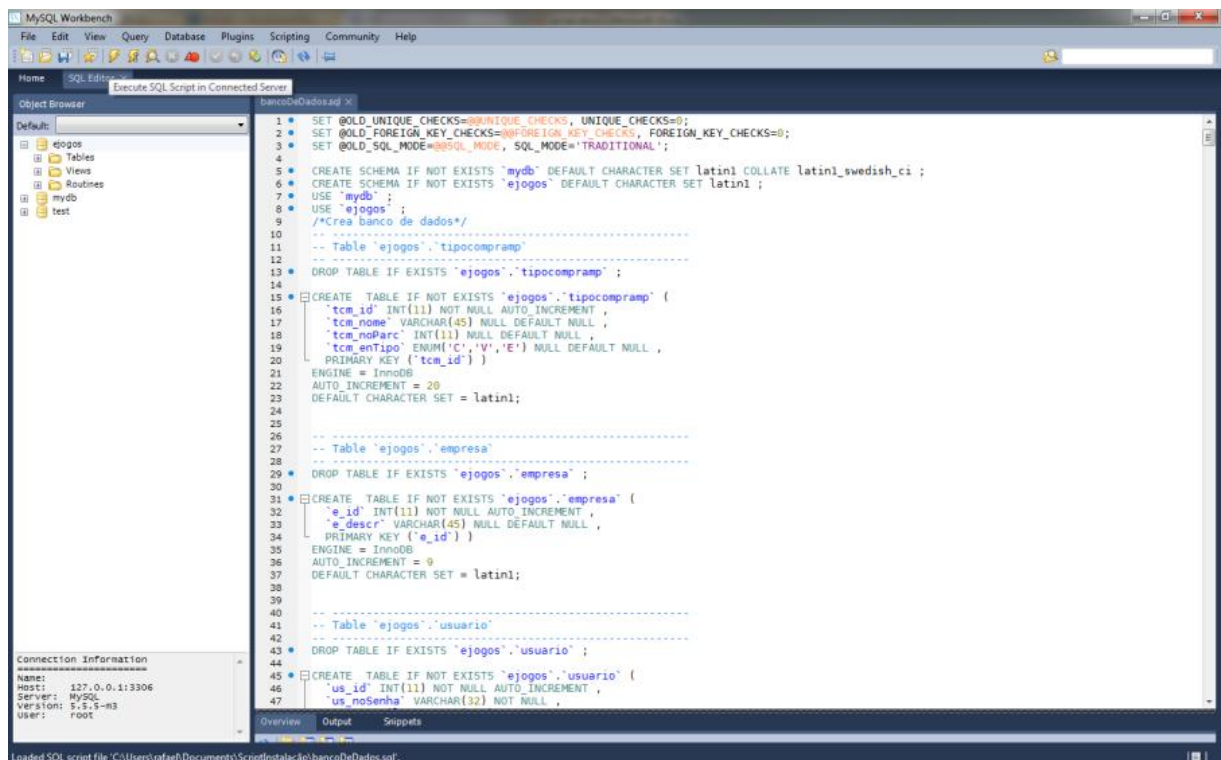 MySQL Workbench
File Edit View Query Database Plugins Scripting Community Help
Home SQL Editor
Execute SQL Script in Connected Server
Object Browser
bancoDeDados.sql
Default:
ejogos
Tables
Views
Routines
mydb
test
1 SET @OLD_UNIQUE_CHECKS=@@UNIQUE_CHECKS, UNIQUE_CHECKS=0;
2 SET @OLD_FOREIGN_KEY_CHECKS=@@FOREIGN_KEY_CHECKS, FOREIGN_KEY_CHECKS=0;
3 SET @OLD_SQL_MODE=@@SQL_MODE, SQL_MODE='TRADITIONAL';
4
5 CREATE SCHEMA IF NOT EXISTS `mydb` DEFAULT CHARACTER SET latin1 COLLATE latin1_swedish_ci ;
6 CREATE SCHEMA IF NOT EXISTS `ejogos` DEFAULT CHARACTER SET latin1 ;
7 USE `mydb` ;
8 USE `ejogos` ;
9 /*Crea banco de dados*/
10 -- -----------------------------------------------------
11 -- Table `ejogos`.`tipocompramp`
12 -- -----------------------------------------------------
13 DROP TABLE IF EXISTS `ejogos`.`tipocompramp` ;
14
15 CREATE TABLE IF NOT EXISTS `ejogos`.`tipocompramp` (
16 `tcm_id` INT(11) NOT NULL AUTO_INCREMENT ,
17 `tcm_nome` VARCHAR(45) NULL DEFAULT NULL ,
18 `tcm_noParc` INT(11) NULL DEFAULT NULL ,
19 `tcm_enTipo` ENUM('C','V','E') NULL DEFAULT NULL ,
20 PRIMARY KEY (`tcm_id`) )
21 ENGINE = InnoDB
22 AUTO_INCREMENT = 20
23 DEFAULT CHARACTER SET = latin1;
24
25
26 -- -----------------------------------------------------
27 -- Table `ejogos`.`empresa`
28 -- -----------------------------------------------------
29 DROP TABLE IF EXISTS `ejogos`.`empresa` ;
30
31 CREATE TABLE IF NOT EXISTS `ejogos`.`empresa` (
32 `e_id` INT(11) NOT NULL AUTO_INCREMENT ,
33 `e_descr` VARCHAR(45) NULL DEFAULT NULL ,
34 PRIMARY KEY (`e_id`) )
35 ENGINE = InnoDB
36 AUTO_INCREMENT = 9
37 DEFAULT CHARACTER SET = latin1;
38
39
40 -- -----------------------------------------------------
41 -- Table `ejogos`.`usuario`
42 -- -----------------------------------------------------
43 DROP TABLE IF EXISTS `ejogos`.`usuario` ;
44
45 CREATE TABLE IF NOT EXISTS `ejogos`.`usuario` (
46 `us_id` INT(11) NOT NULL AUTO_INCREMENT ,
47 `us_noSenha` VARCHAR(32) NOT NULL ,
Connection Information
Name:
Host: 127.0.0.1:3306
Server: MySQL
Version: 5.5.5-m3
User: root
Overview Output Snippets
Loaded SQL script file 'C:\Users\rafael\Documents\ScriptInstalação\bancoDeDados.sql'.